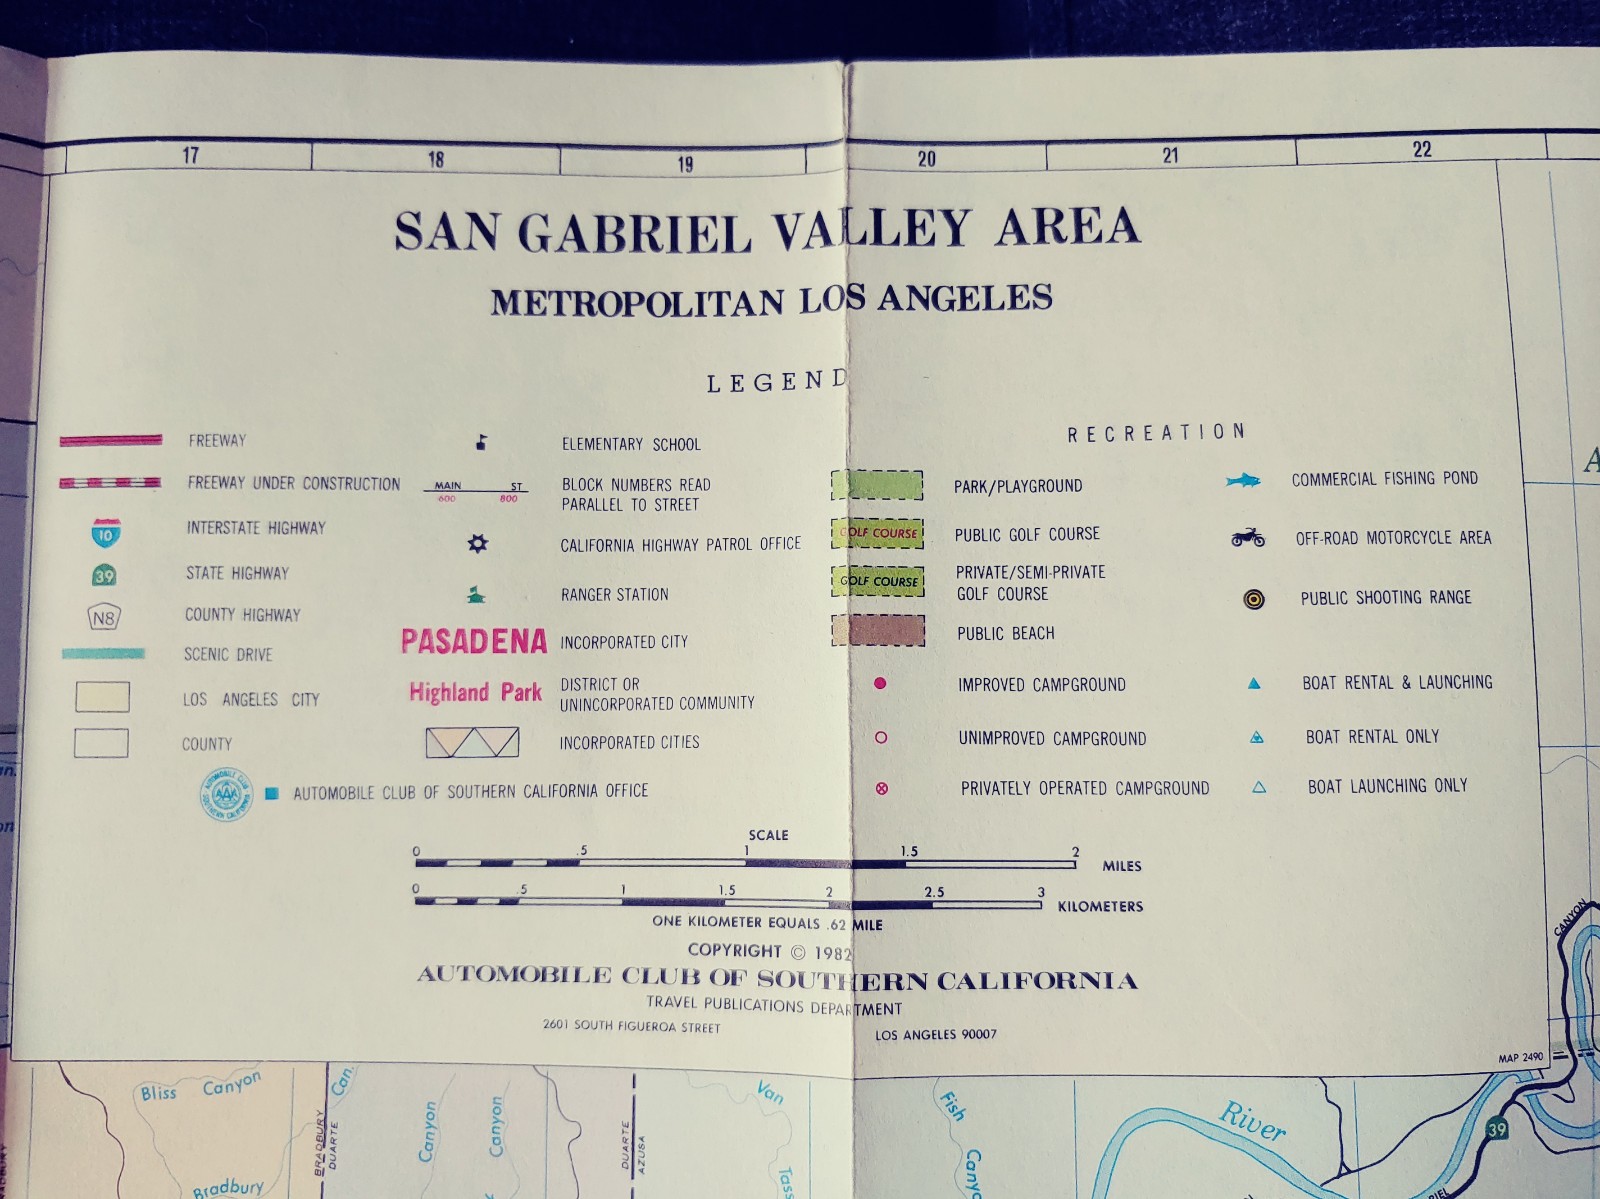 17 18 19 20 21 22
SAN GABRIEL VALLEY AREA
METROPOLITAN LOS ANGELES
LEGEND
FREEWAY
FREEWAY UNDER CONSTRUCTION
10 INTERSTATE HIGHWAY
39 STATE HIGHWAY
N8 COUNTY HIGHWAY
SCENIC DRIVE
LOS ANGELES CITY
COUNTY
AUTOMOBILE CLUB SOUTHERN CALIFORNIA
AAA
AUTOMOBILE CLUB OF SOUTHERN CALIFORNIA OFFICE
ELEMENTARY SCHOOL
MAIN ST
600 800
BLOCK NUMBERS READ
PARALLEL TO STREET
CALIFORNIA HIGHWAY PATROL OFFICE
RANGER STATION
PASADENA INCORPORATED CITY
Highland Park
DISTRICT OR
UNINCORPORATED COMMUNITY
INCORPORATED CITIES
RECREATION
PARK/PLAYGROUND
GOLF COURSE PUBLIC GOLF COURSE
GOLF COURSE
PRIVATE/SEMI-PRIVATE
GOLF COURSE
PUBLIC BEACH
IMPROVED CAMPGROUND
UNIMPROVED CAMPGROUND
PRIVATELY OPERATED CAMPGROUND
COMMERCIAL FISHING POND
OFF-ROAD MOTORCYCLE AREA
PUBLIC SHOOTING RANGE
BOAT RENTAL & LAUNCHING
BOAT RENTAL ONLY
BOAT LAUNCHING ONLY
SCALE
0 .5 1 1.5 2
MILES
0 .5 1 1.5 2 2.5 3
KILOMETERS
ONE KILOMETER EQUALS .62 MILE
COPYRIGHT © 1982
AUTOMOBILE CLUB OF SOUTHERN CALIFORNIA
TRAVEL PUBLICATIONS DEPARTMENT
2601 SOUTH FIGUEROA STREET LOS ANGELES 90007
MAP 2490
CANYON
Bliss Canyon
Can.
BRADBURY
DUARTE
Canyon
Canyon
DUARTE
AZUSA
Van
Tass
Fish
Canyo
River
39
Bradbury